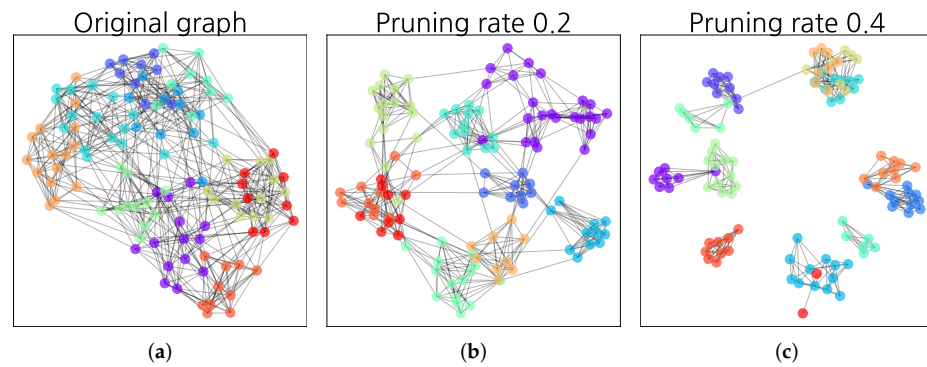 Original graph
Pruning rate 0.2
Pruning rate 0.4
(a)
(b)
(c)